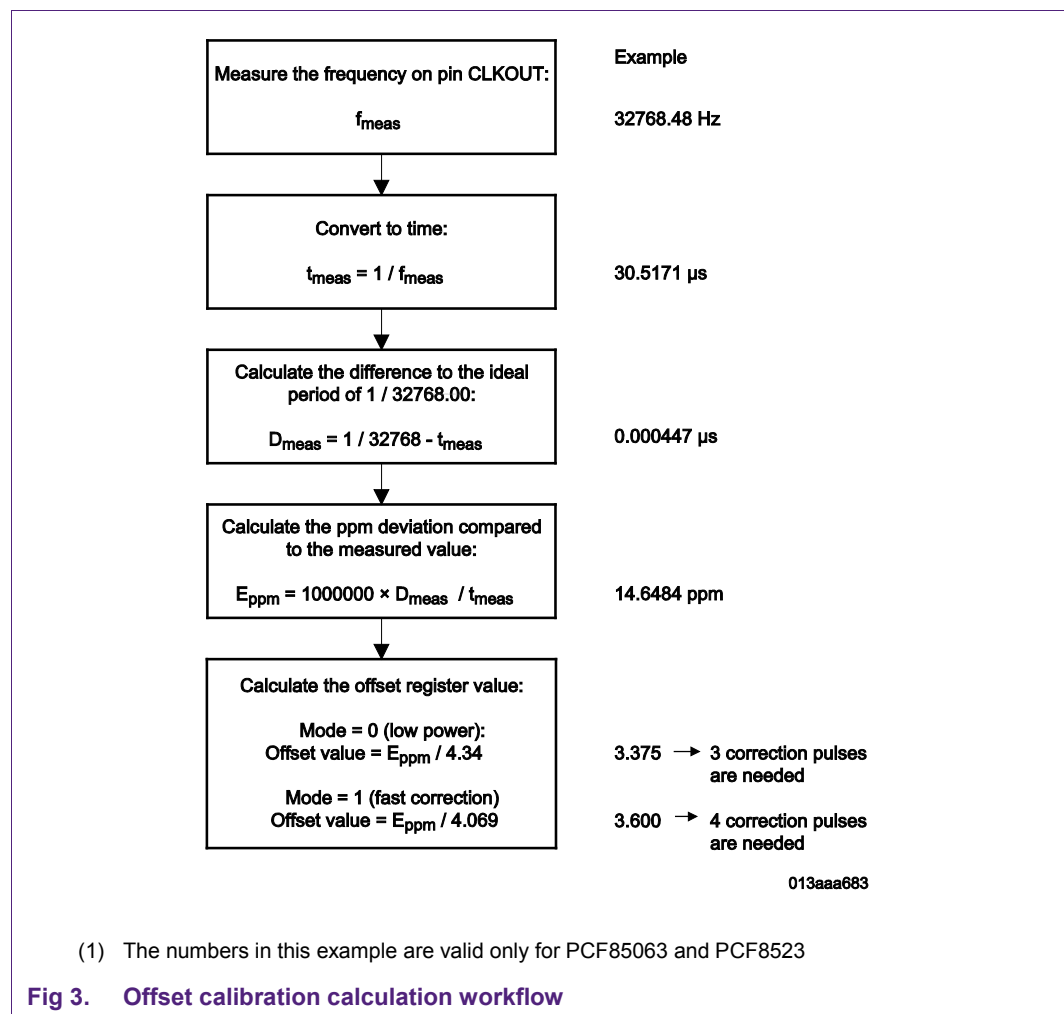 Measure the frequency on pin CLKOUT:
fmeas
Example
32768.48 Hz
Convert to time:
tmeas = 1 / fmeas
30.5171 µs
Calculate the difference to the ideal
period of 1 / 32768.00:
Dmeas = 1 / 32768 - tmeas
0.000447 µs
Calculate the ppm deviation compared
to the measured value:
Eppm = 1000000 × Dmeas / tmeas
14.6484 ppm
Calculate the offset register value:
Mode = 0 (low power):
Offset value = Eppm / 4.34
3.375 → 3 correction pulses
are needed
Mode = 1 (fast correction)
Offset value = Eppm / 4.069
3.600 → 4 correction pulses
are needed
013aaa683
(1) The numbers in this example are valid only for PCF85063 and PCF8523
Fig 3. Offset calibration calculation workflow